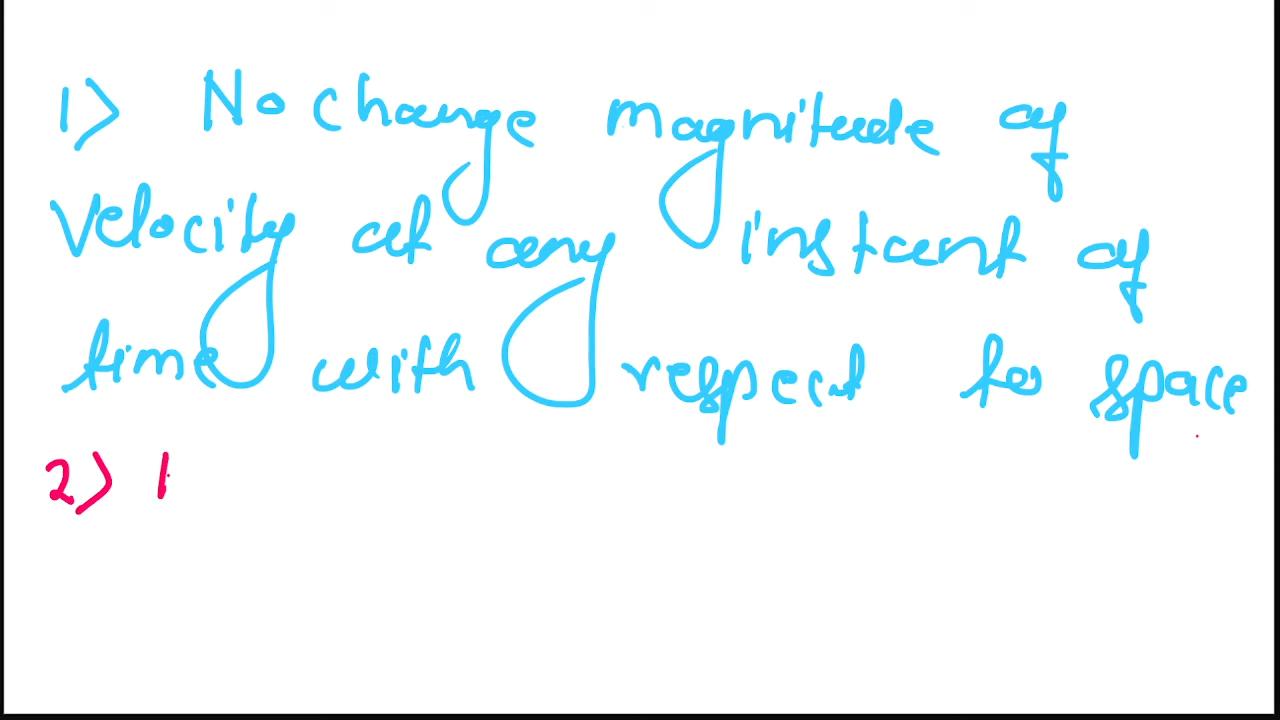 1) No change magnitude of
velocity at any instant of
time with respect to space
2)